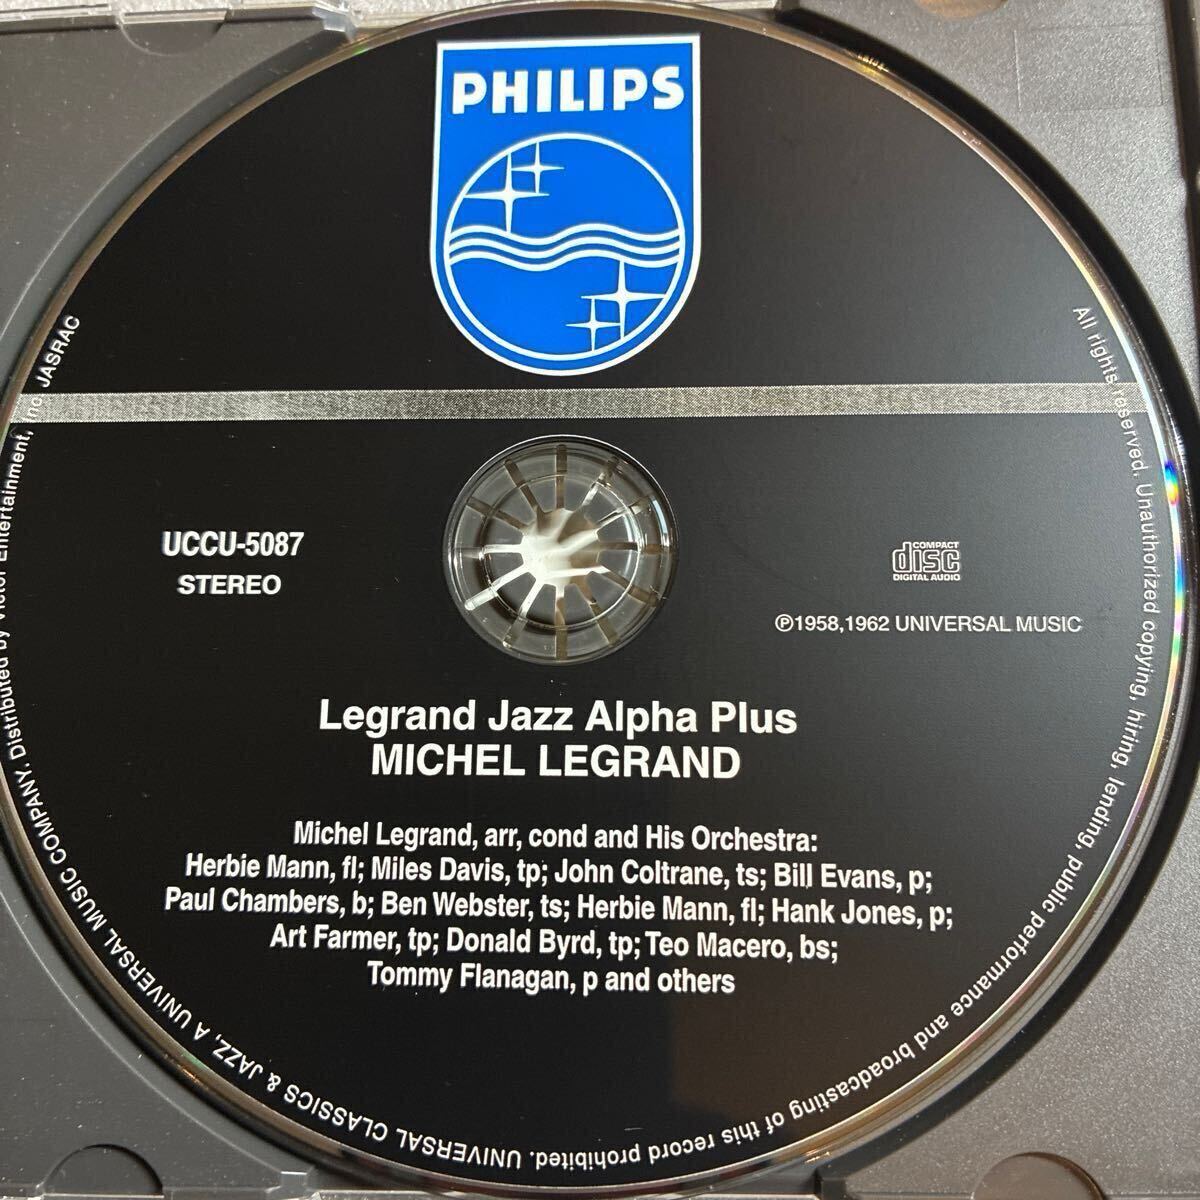 PHILIPS
UCCU-5087
STEREO
COMPACT
disc
DIGITAL AUDIO
Ⓟ1958,1962 UNIVERSAL MUSIC
Legrand Jazz Alpha Plus
MICHEL LEGRAND
Michel Legrand, arr, cond and His Orchestra:
Herbie Mann, fl; Miles Davis, tp; John Coltrane, ts; Bill Evans, p;
Paul Chambers, b; Ben Webster, ts; Herbie Mann, fl; Hank Jones, p;
Art Farmer, tp; Donald Byrd, tp; Teo Macero, bs;
Tommy Flanagan, p and others
All rights reserved. Unauthorized copying, hiring, lending, public performance and broadcasting of this record prohibited. UNIVERSAL CLASSICS & JAZZ, A UNIVERSAL MUSIC COMPANY. Distributed by Victor Entertainment, Inc. JASRAC